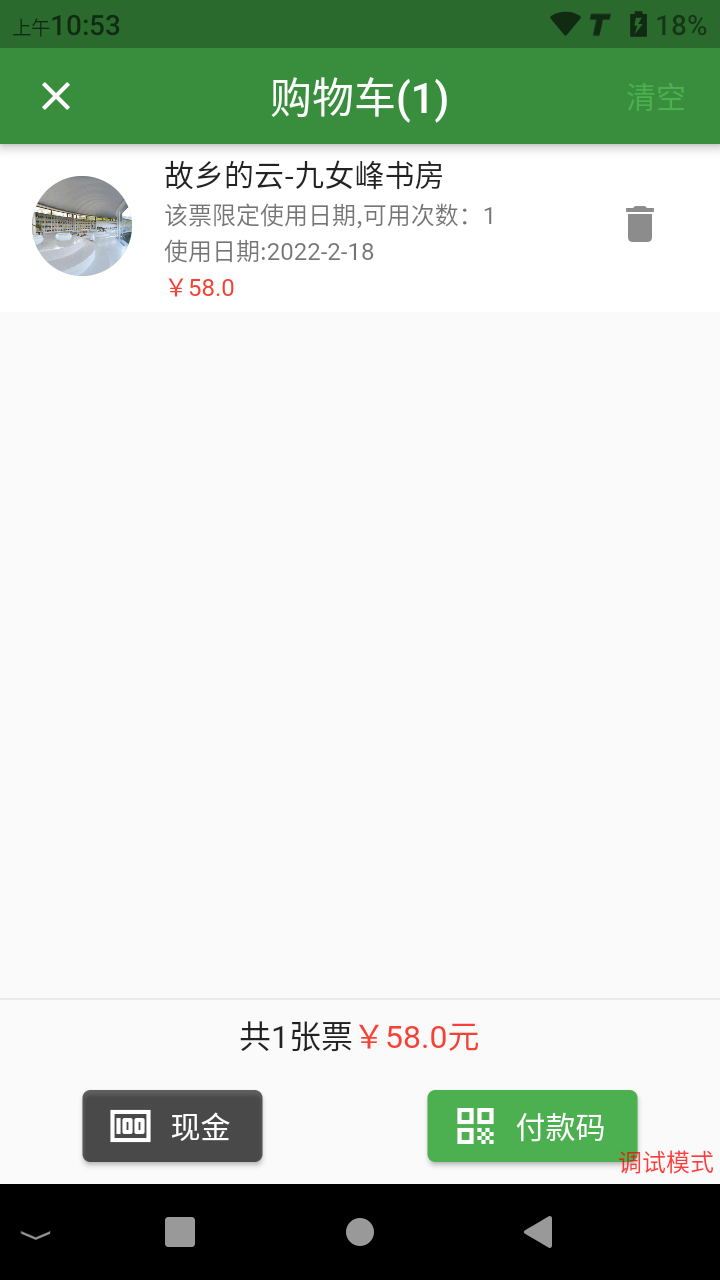 上午10:53 18%
购物车(1) 清空
故乡的云-九女峰书房
该票限定使用日期,可用次数：1
使用日期:2022-2-18
￥58.0
共1张票￥58.0元
100 现金 付款码
调试模式